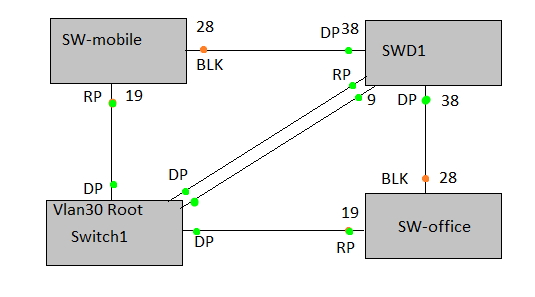 28
SW-mobile
DP
38
SWD1
BLK
RP
RP
19
9
DP
38
DP
DP
BLK
28
Vlan30 Root
Switch1
19
SW-office
DP
RP